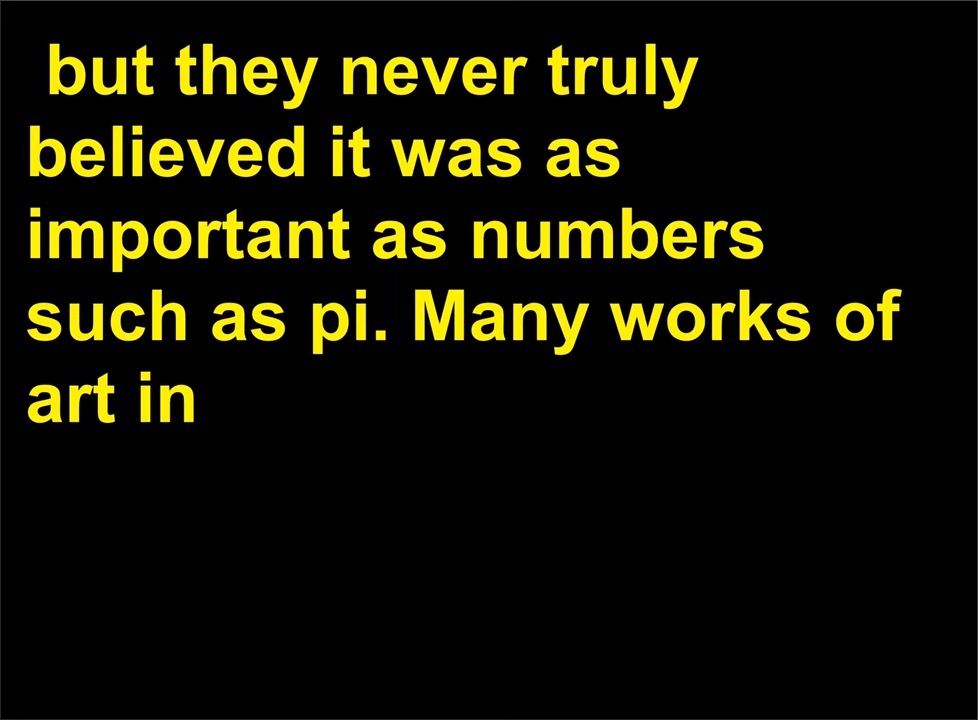 but they never truly
believed it was as
important as numbers
such as pi. Many works of
art in